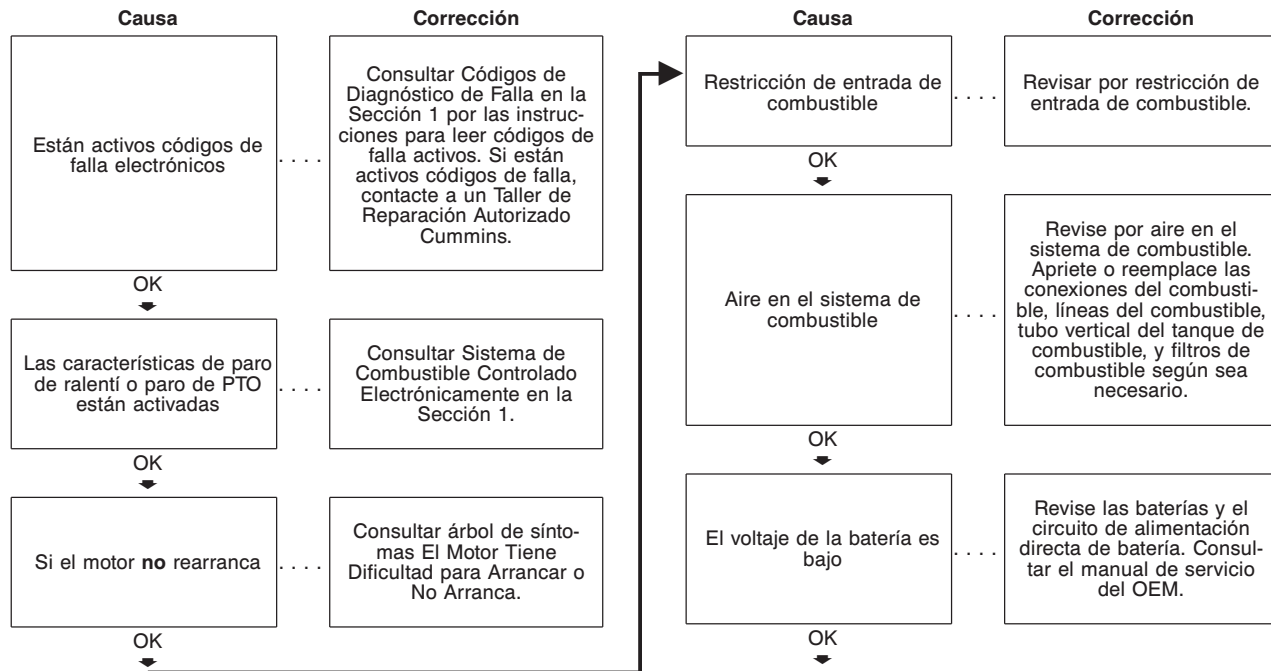 Causa
Corrección
Están activos códigos de
falla electrónicos
. . . .
Consultar Códigos de
Diagnóstico de Falla en la
Sección 1 por las instruc-
ciones para leer códigos de
falla activos. Si están
activos códigos de falla,
contacte a un Taller de
Reparación Autorizado
Cummins.
OK
Las características de paro
de ralentí o paro de PTO
están activadas
. . . .
Consultar Sistema de
Combustible Controlado
Electrónicamente en la
Sección 1.
OK
Si el motor no rearranca
. . . .
Consultar árbol de sínto-
mas El Motor Tiene
Dificultad para Arrancar o
No Arranca.
OK
Causa
Corrección
Restricción de entrada de
combustible
. . . .
Revisar por restricción de
entrada de combustible.
OK
Aire en el sistema de
combustible
. . . .
Revise por aire en el
sistema de combustible.
Apriete o reemplace las
conexiones del combusti-
ble, líneas del combustible,
tubo vertical del tanque de
combustible, y filtros de
combustible según sea
necesario.
OK
El voltaje de la batería es
bajo
. . . .
Revise las baterías y el
circuito de alimentación
directa de batería. Consul-
tar el manual de servicio
del OEM.
OK